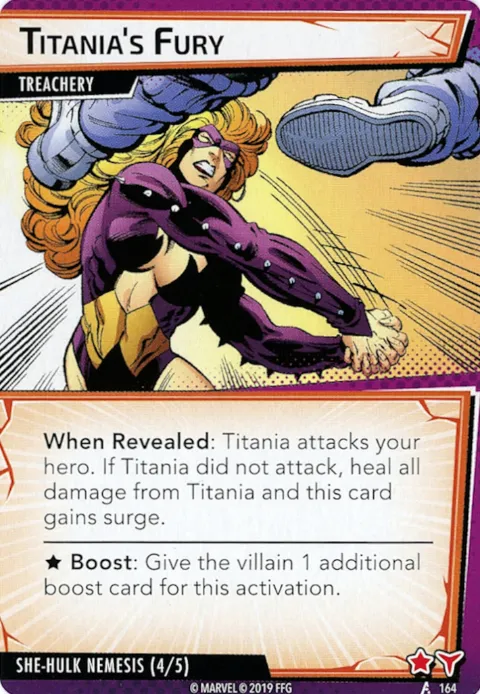 TITANIA'S FURY
TREACHERY
When Revealed: Titania attacks your
hero. If Titania did not attack, heal all
damage from Titania and this card
gains surge.
★ Boost: Give the villain 1 additional
boost card for this activation.
SHE-HULK NEMESIS (4/5)
© MARVEL © 2019 FFG
A 164